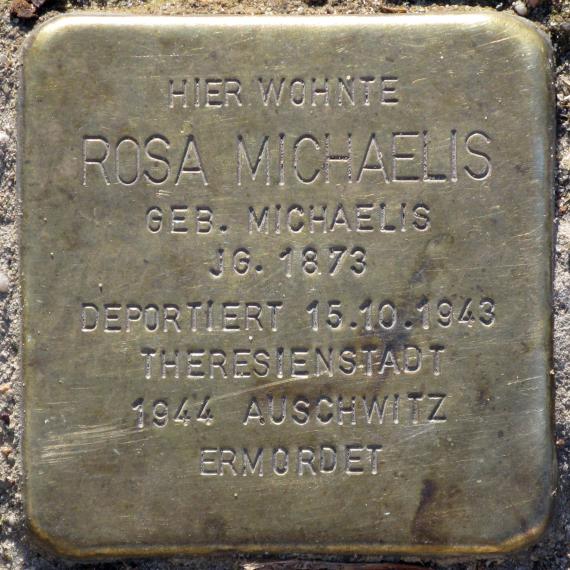 HIER WOHNTE
ROSA MICHAELIS
GEB. MICHAELIS
JG. 1873
DEPORTIERT 15.10.1943
THERESIENSTADT
1944 AUSCHWITZ
ERMORDET